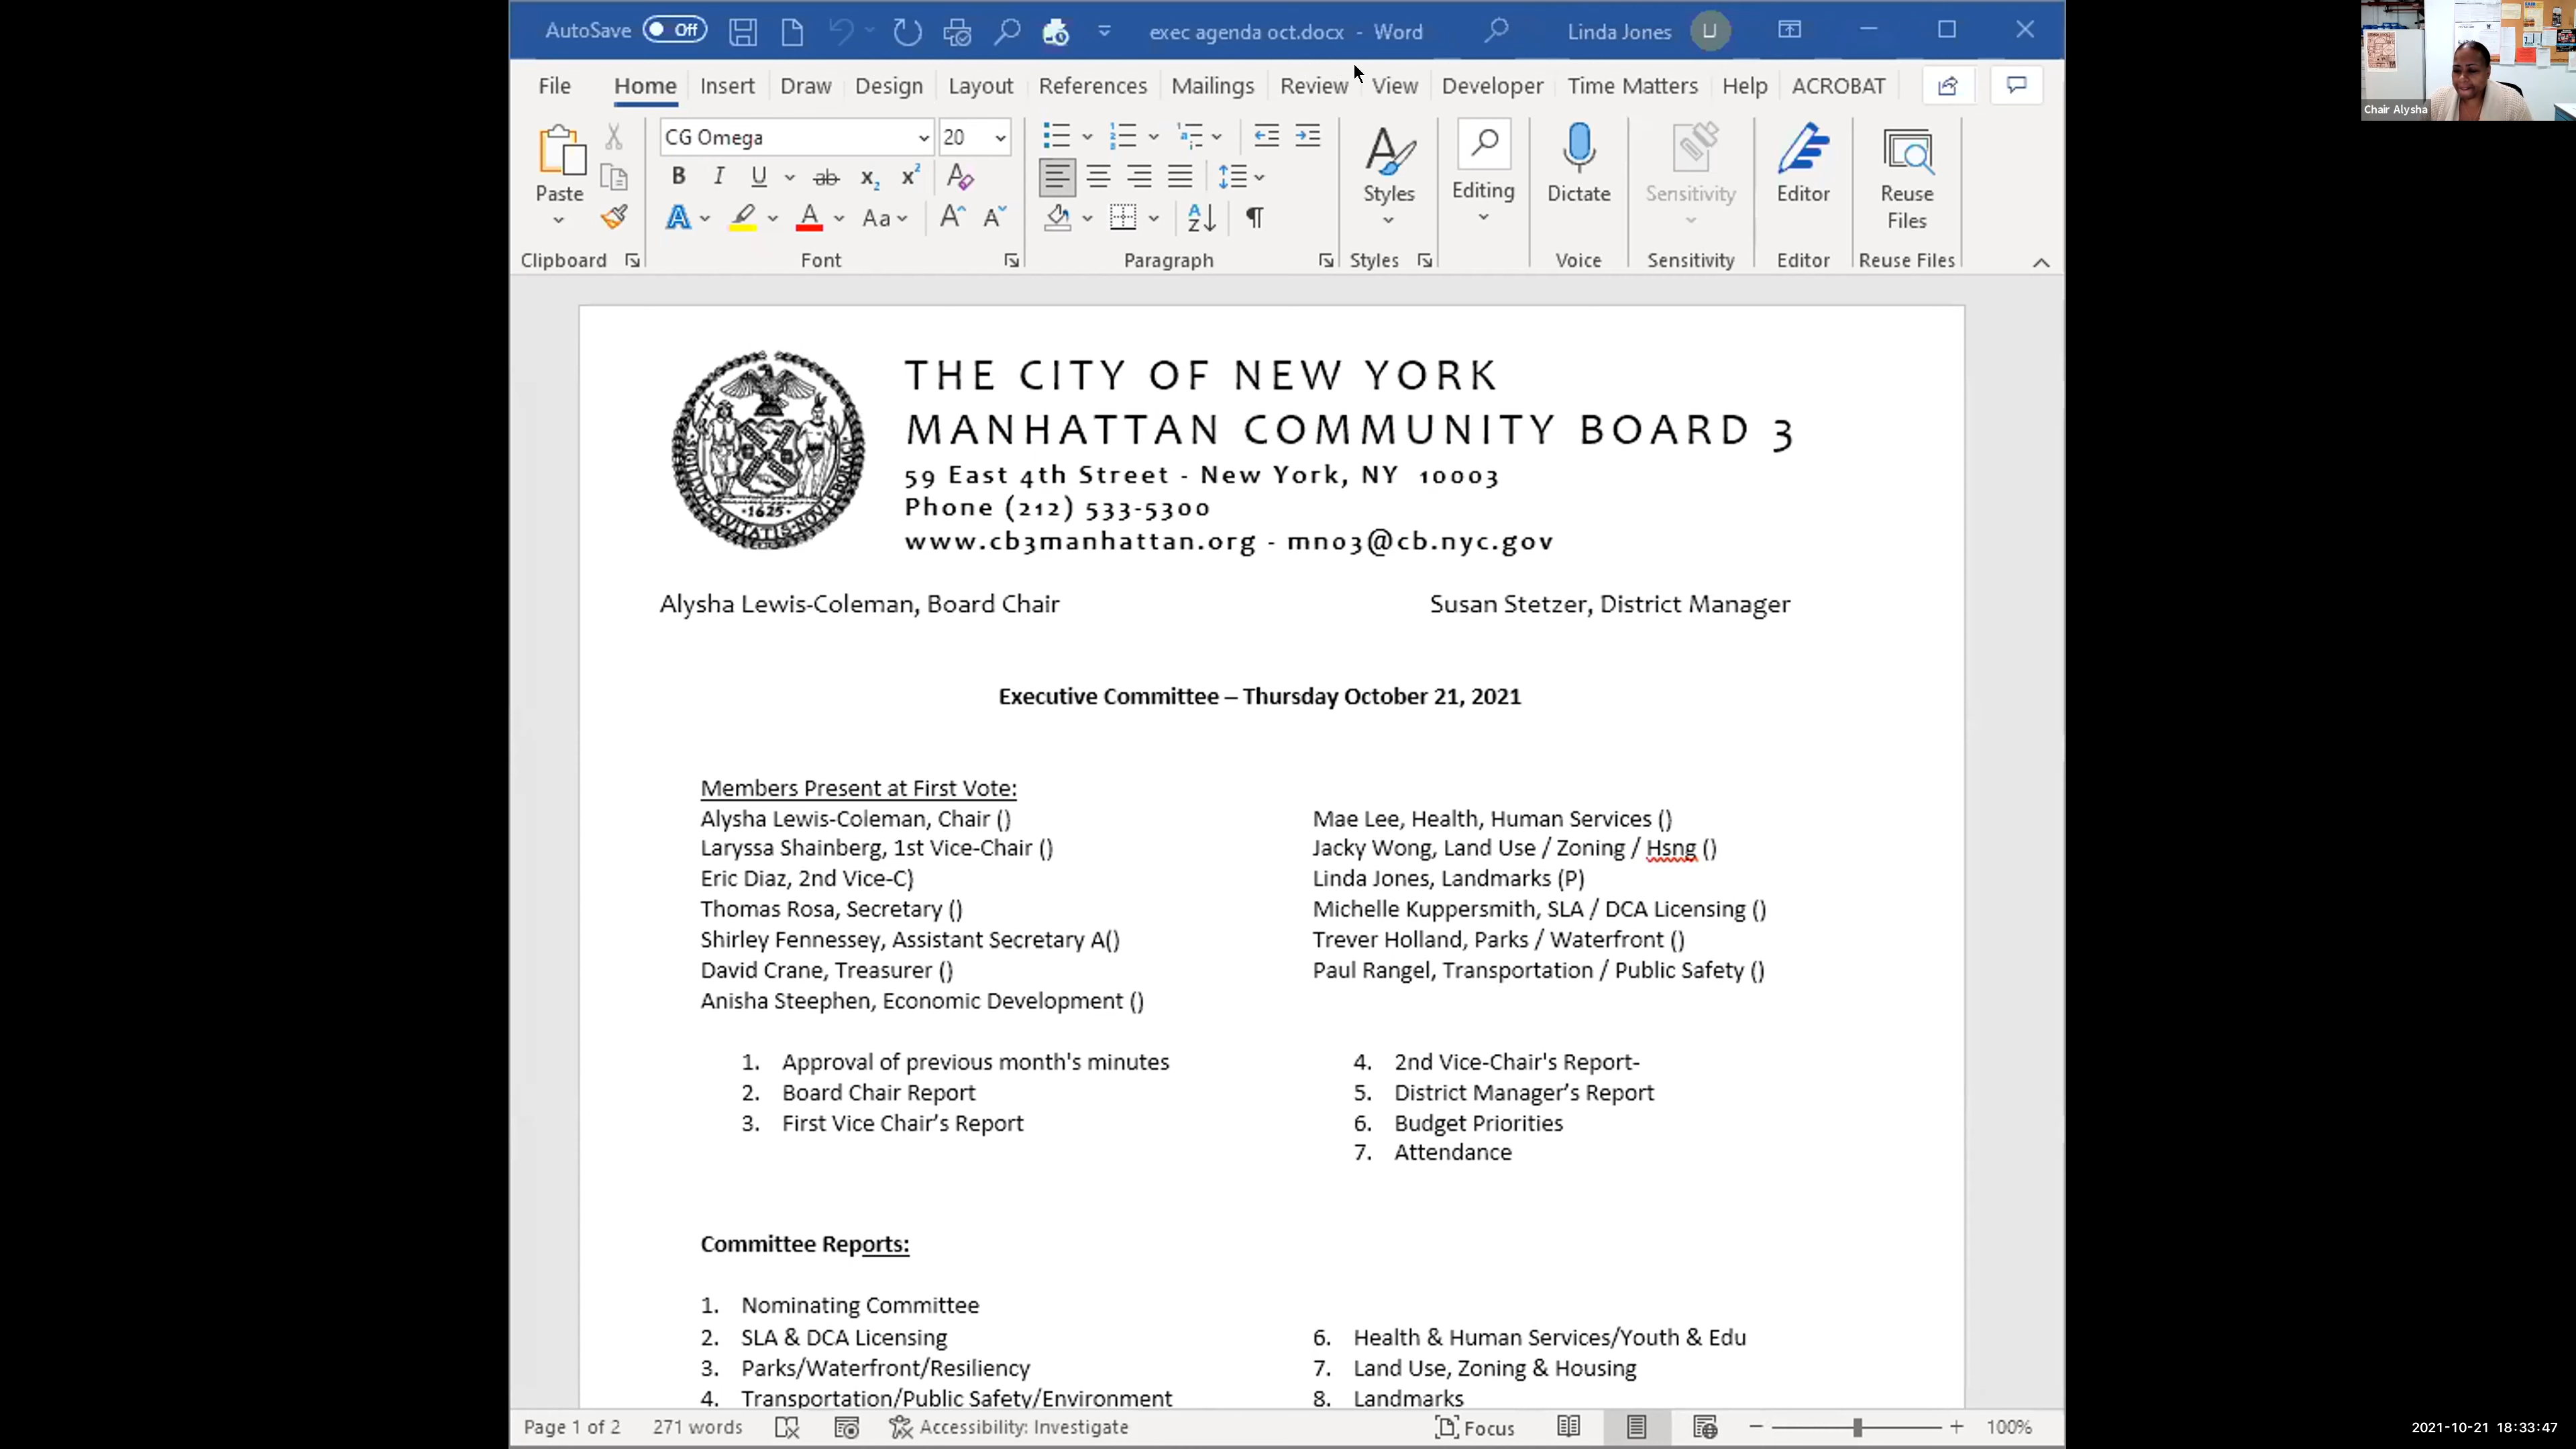 AutoSave Off exec agenda oct.docx - Word Linda Jones LJ
File Home Insert Draw Design Layout References Mailings Review View Developer Time Matters Help ACROBAT
CG Omega 20
Paste Styles Editing Dictate Sensitivity Editor Reuse Files
Clipboard Font Paragraph Styles Voice Sensitivity Editor Reuse Files
THE CITY OF NEW YORK
MANHATTAN COMMUNITY BOARD 3
59 East 4th Street - New York, NY 10003
Phone (212) 533-5300
www.cb3manhattan.org - mn03@cb.nyc.gov
SIGILLUM CIVITATIS NOVI EBORACI
1625
Alysha Lewis-Coleman, Board Chair Susan Stetzer, District Manager
Executive Committee – Thursday October 21, 2021
Members Present at First Vote:
Alysha Lewis-Coleman, Chair ()
Laryssa Shainberg, 1st Vice-Chair ()
Eric Diaz, 2nd Vice-C)
Thomas Rosa, Secretary ()
Shirley Fennessey, Assistant Secretary A()
David Crane, Treasurer ()
Anisha Steephen, Economic Development ()
Mae Lee, Health, Human Services ()
Jacky Wong, Land Use / Zoning / Hsng ()
Linda Jones, Landmarks (P)
Michelle Kuppersmith, SLA / DCA Licensing ()
Trever Holland, Parks / Waterfront ()
Paul Rangel, Transportation / Public Safety ()
1. Approval of previous month's minutes
2. Board Chair Report
3. First Vice Chair’s Report
4. 2nd Vice-Chair's Report-
5. District Manager’s Report
6. Budget Priorities
7. Attendance
Committee Reports:
1. Nominating Committee
2. SLA & DCA Licensing
3. Parks/Waterfront/Resiliency
4. Transportation/Public Safety/Environment
6. Health & Human Services/Youth & Edu
7. Land Use, Zoning & Housing
8. Landmarks
Page 1 of 2 271 words Accessibility: Investigate Focus 100%
Chair Alysha
2021-10-21 18:33:47